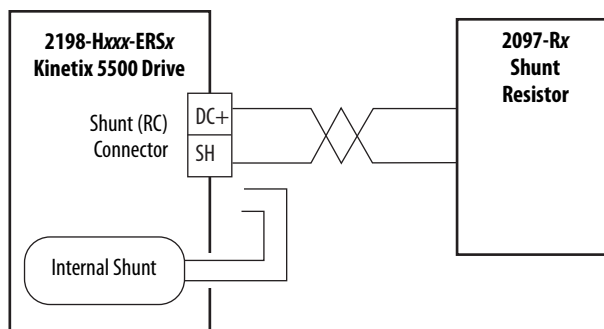 2198-Hxxx-ERSx
Kinetix 5500 Drive
Shunt (RC)
Connector
DC+
SH
Internal Shunt
2097-Rx
Shunt
Resistor